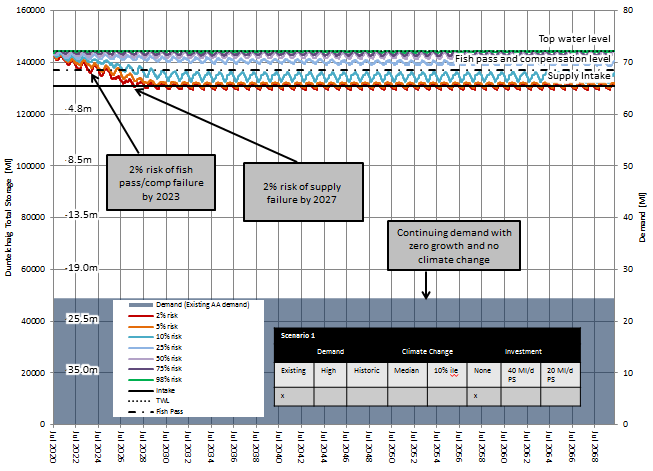 160000
140000
120000
100000
80000
60000
40000
20000
0
Duntelchaig Total Storage [Ml]
80
70
60
50
40
30
20
10
0
Demand [Ml]
Top water level
Fish pass and compensation level
Supply Intake
-4.8m
-8.5m
-13.5m
-19.0m
-25.5m
-35.0m
2% risk of fish
pass/comp failure
by 2023
2% risk of supply
failure by 2027
Continuing demand with
zero growth and no
climate change
Demand (Existing AA demand)
2% risk
5% risk
10% risk
25% risk
50% risk
75% risk
98% risk
Intake
TWL
Fish Pass
Scenario 1
Demand Climate Change Investment
Existing High Historic Median 10% ile None 40 Ml/d PS 20 Ml/d PS
x x
Jul 2020
Jul 2022
Jul 2024
Jul 2026
Jul 2028
Jul 2030
Jul 2032
Jul 2034
Jul 2036
Jul 2038
Jul 2040
Jul 2042
Jul 2044
Jul 2046
Jul 2048
Jul 2050
Jul 2052
Jul 2054
Jul 2056
Jul 2058
Jul 2060
Jul 2062
Jul 2064
Jul 2066
Jul 2068